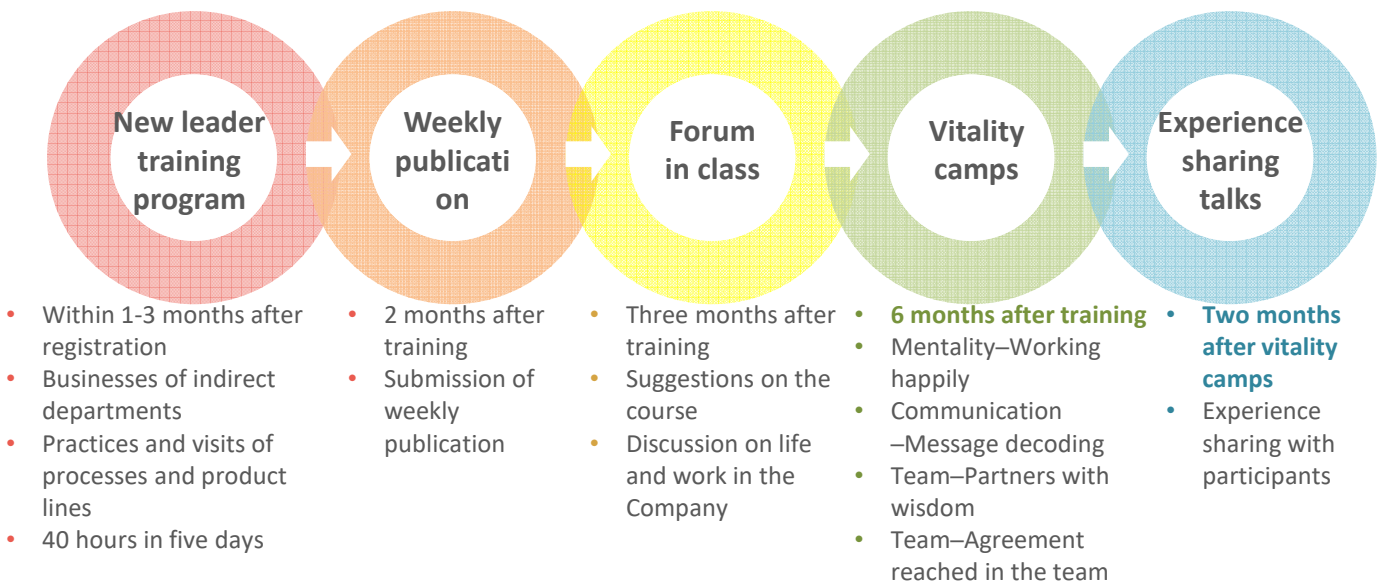 New leader
training
program
Weekly
publicati
on
Forum
in class
Vitality
camps
Experience
sharing
talks
• Within 1-3 months after
registration
• Businesses of indirect
departments
• Practices and visits of
processes and product
lines
• 40 hours in five days
• 2 months after
training
• Submission of
weekly
publication
• Three months after
training
• Suggestions on the
course
• Discussion on life
and work in the
Company
• 6 months after training
• Mentality–Working
happily
• Communication
–Message decoding
• Team–Partners with
wisdom
• Team–Agreement
reached in the team
• Two months
after vitality
camps
• Experience
sharing with
participants